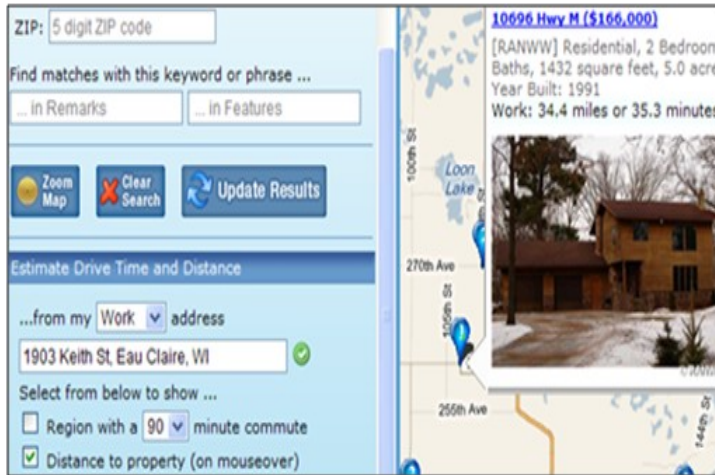 ZIP: 5 digit ZIP code
Find matches with this keyword or phrase ...
... in Remarks
... in Features
Zoom
Map
Clear
Search
Update Results
Estimate Drive Time and Distance
...from my Work address
1903 Keith St, Eau Claire, WI
Select from below to show ...
Region with a 90 minute commute
Distance to property (on mouseover)
10696 Hwy M ($166,000)
[RANWW] Residential, 2 Bedroom
Baths, 1432 square feet, 5.0 acre
Year Built: 1991
Work: 34.4 miles or 35.3 minutes
100th St
Loon
Lake
270th Ave
105th St
255th Ave
144th St